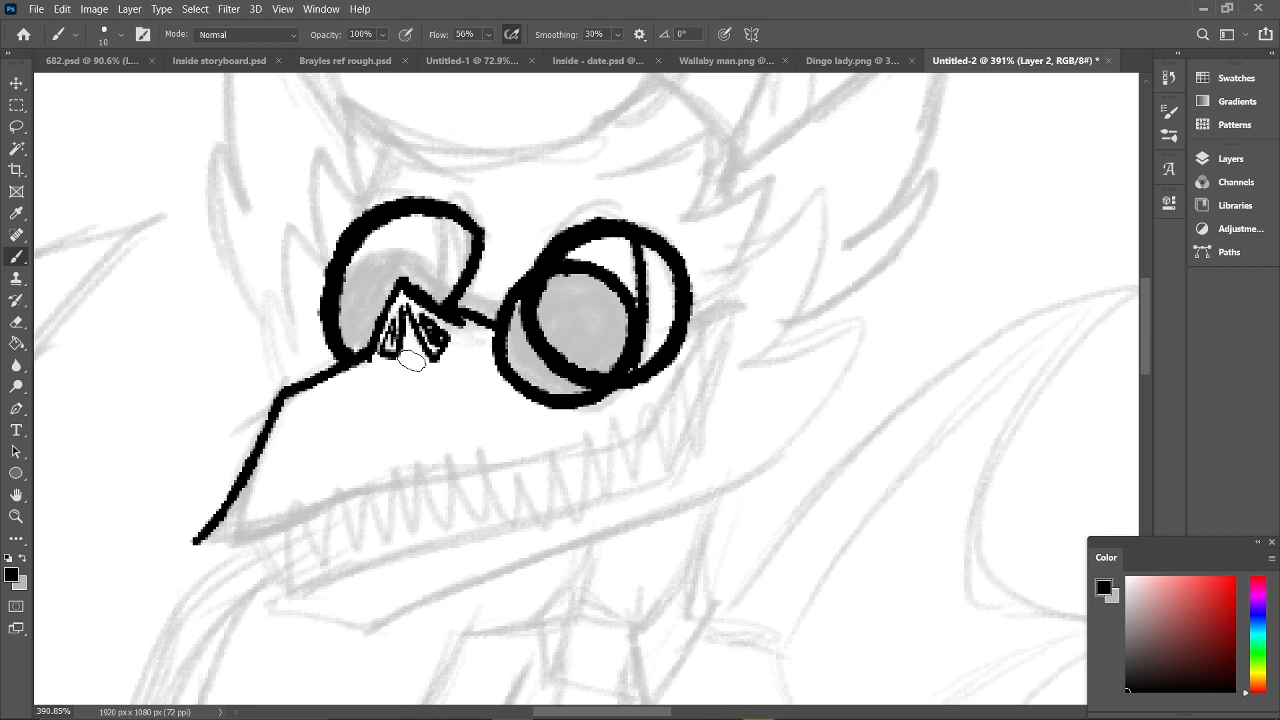 Ps File Edit Image Layer Type Select Filter 3D View Window Help
10 Mode: Normal Opacity: 100% Flow: 56% Smoothing: 30% 0°
682.psd @ 90.6% (L... Inside storyboard.psd Brayles ref rough.psd Untitled-1 @ 72.9%... Inside - date.psd @... Wallaby man.png @... Dingo lady.png @ 3... Untitled-2 @ 391% (Layer 2, RGB/8#) *
Swatches
Gradients
Patterns
Layers
Channels
Libraries
Adjustme...
Paths
Color
390.85% 1920 px x 1080 px (72 ppi)